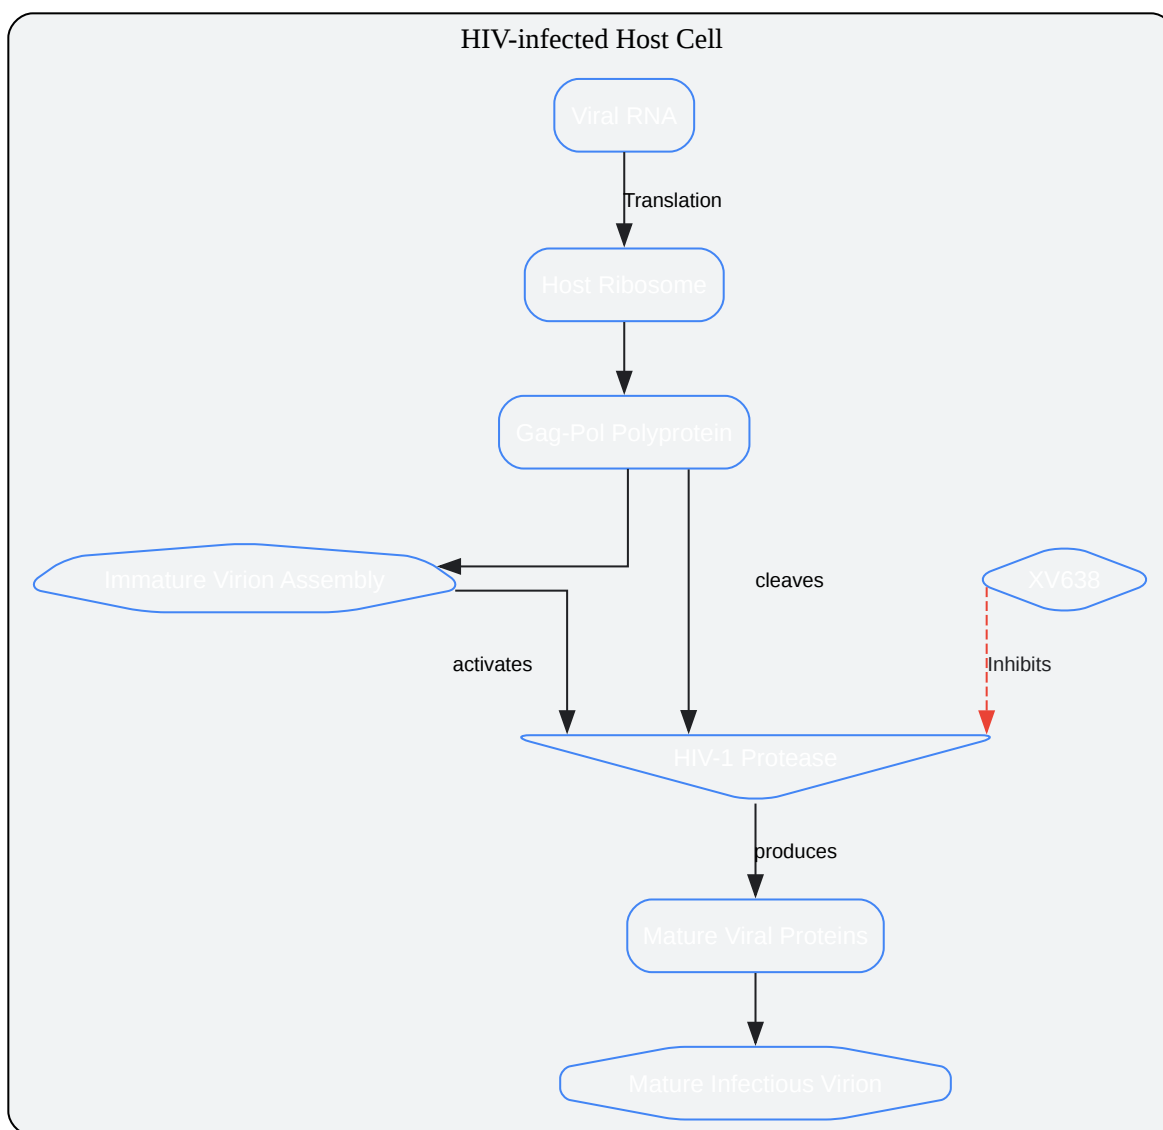 HIV-infected Host Cell
Viral RNA
Translation
Host Ribosome
Gag-Pol Polyprotein
Immature Virion Assembly
cleaves
XV638
activates
Inhibits
HIV-1 Protease
produces
Mature Viral Proteins
Mature Infectious Virion